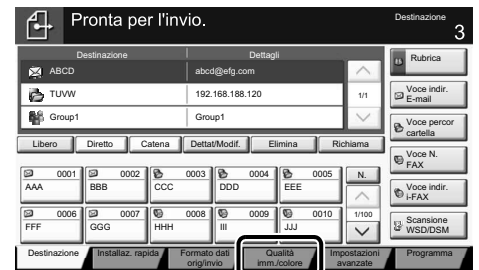 Pronta per l'invio.
Destinazione
3
Destinazione Dettagli
ABCD abcd@efg.com
TUVW 192.168.188.120
Group1 Group1
1/1
Rubrica
Voce indir.
E-mail
Voce percor
cartella
Voce N.
FAX
Voce indir.
i-FAX
Scansione
WSD/DSM
Libero Diretto Catena Dettat/Modif. Elimina Richiama
0001 0002 0003 0004 0005 N.
AAA BBB CCC DDD EEE
0006 0007 0008 0009 0010 1/100
FFF GGG HHH III JJJ
Destinazione Installaz. rapida Formato dati
orig/invio Qualità
imm./colore Impostazioni
avanzate Programma